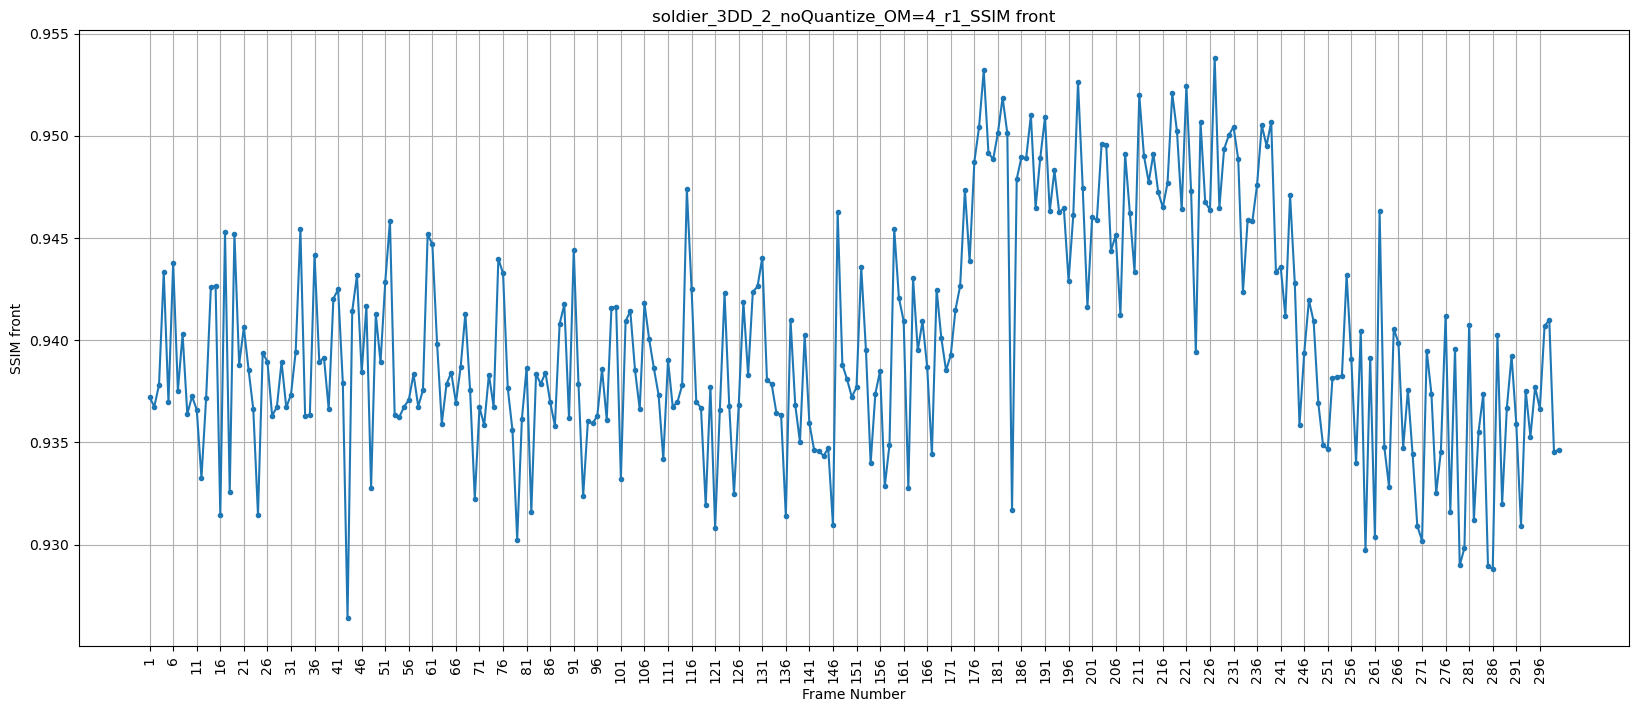 soldier_3DD_2_noQuantize_OM=4_r1_SSIM front
SSIM front
0.955
0.950
0.945
0.940
0.935
0.930
1 6 11 16 21 26 31 36 41 46 51 56 61 66 71 76 81 86 91 96 101 106 111 116 121 126 131 136 141 146 151 156 161 166 171 176 181 186 191 196 201 206 211 216 221 226 231 236 241 246 251 256 261 266 271 276 281 286 291 296
Frame Number